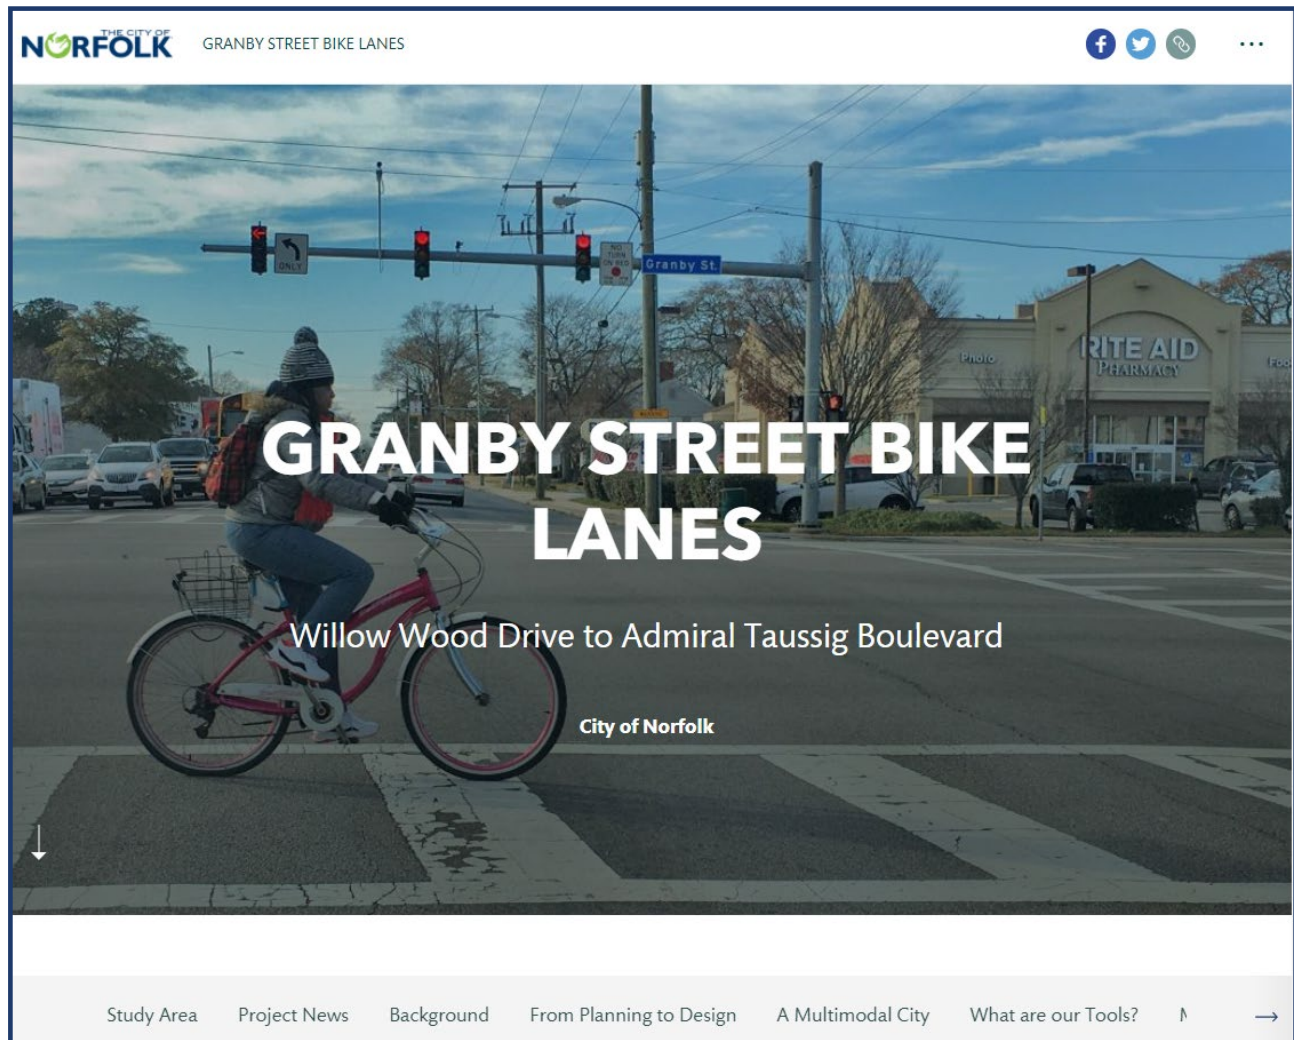 THE CITY OF
NORFOLK
GRANBY STREET BIKE LANES
ONLY
NO
TURN
ON RED
Granby St.
Photo
RITE AID
PHARMACY
GRANBY STREET BIKE
LANES
Willow Wood Drive to Admiral Taussig Boulevard
City of Norfolk
Study Area Project News Background From Planning to Design A Multimodal City What are our Tools?